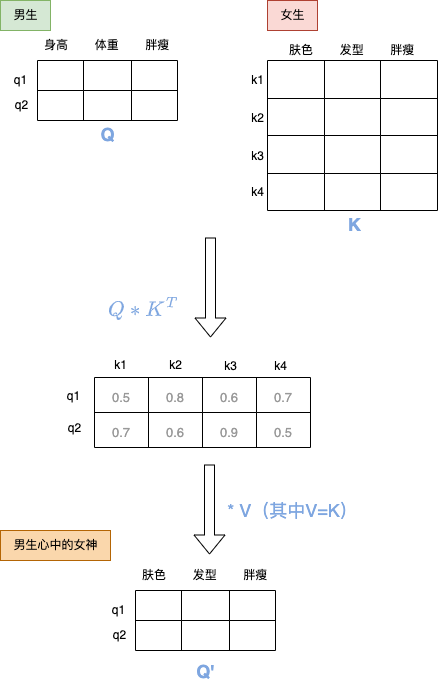 男生
女生
身高 体重 胖瘦
肤色 发型 胖瘦
q1
q2
k1
k2
k3
k4
Q
K
Q * K^T
k1 k2 k3 k4
q1 0.5 0.8 0.6 0.7
q2 0.7 0.6 0.9 0.5
* V（其中V=K）
男生心中的女神
肤色 发型 胖瘦
q1
q2
Q'